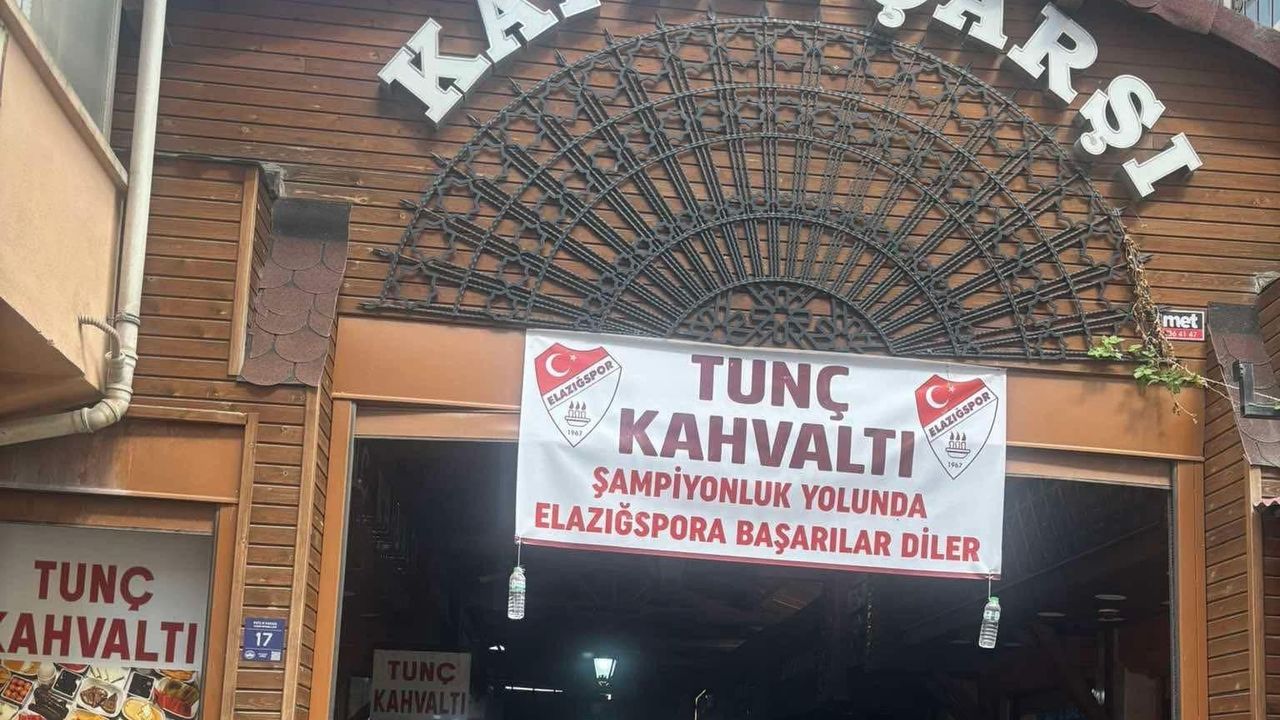 ÇARŞI
TUNÇ
KAHVALTI
ŞAMPİYONLUK YOLUNDA
ELAZIĞSPORA BAŞARILAR DİLER
ELAZIĞSPOR
1967
ELAZIĞSPOR
1967
met
TUNÇ
KAHVALTI
17
TUNÇ
KAHVALTI